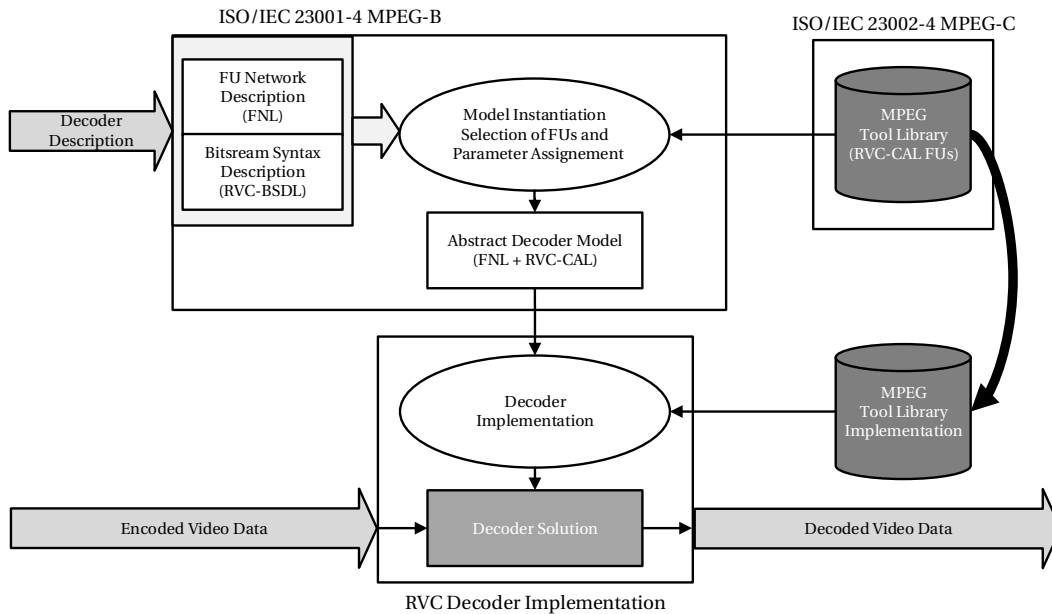 ISO/IEC 23001-4 MPEG-B
ISO/IEC 23002-4 MPEG-C
Decoder
Description
FU Network
Description
(FNL)
Bitsream Syntax
Description
(RVC-BSDL)
Model Instantiation
Selection of FUs and
Parameter Assignement
MPEG
Tool Library
(RVC-CAL FUs)
Abstract Decoder Model
(FNL + RVC-CAL)
Decoder
Implementation
MPEG
Tool Library
Implementation
Encoded Video Data
Decoder Solution
Decoded Video Data
RVC Decoder Implementation